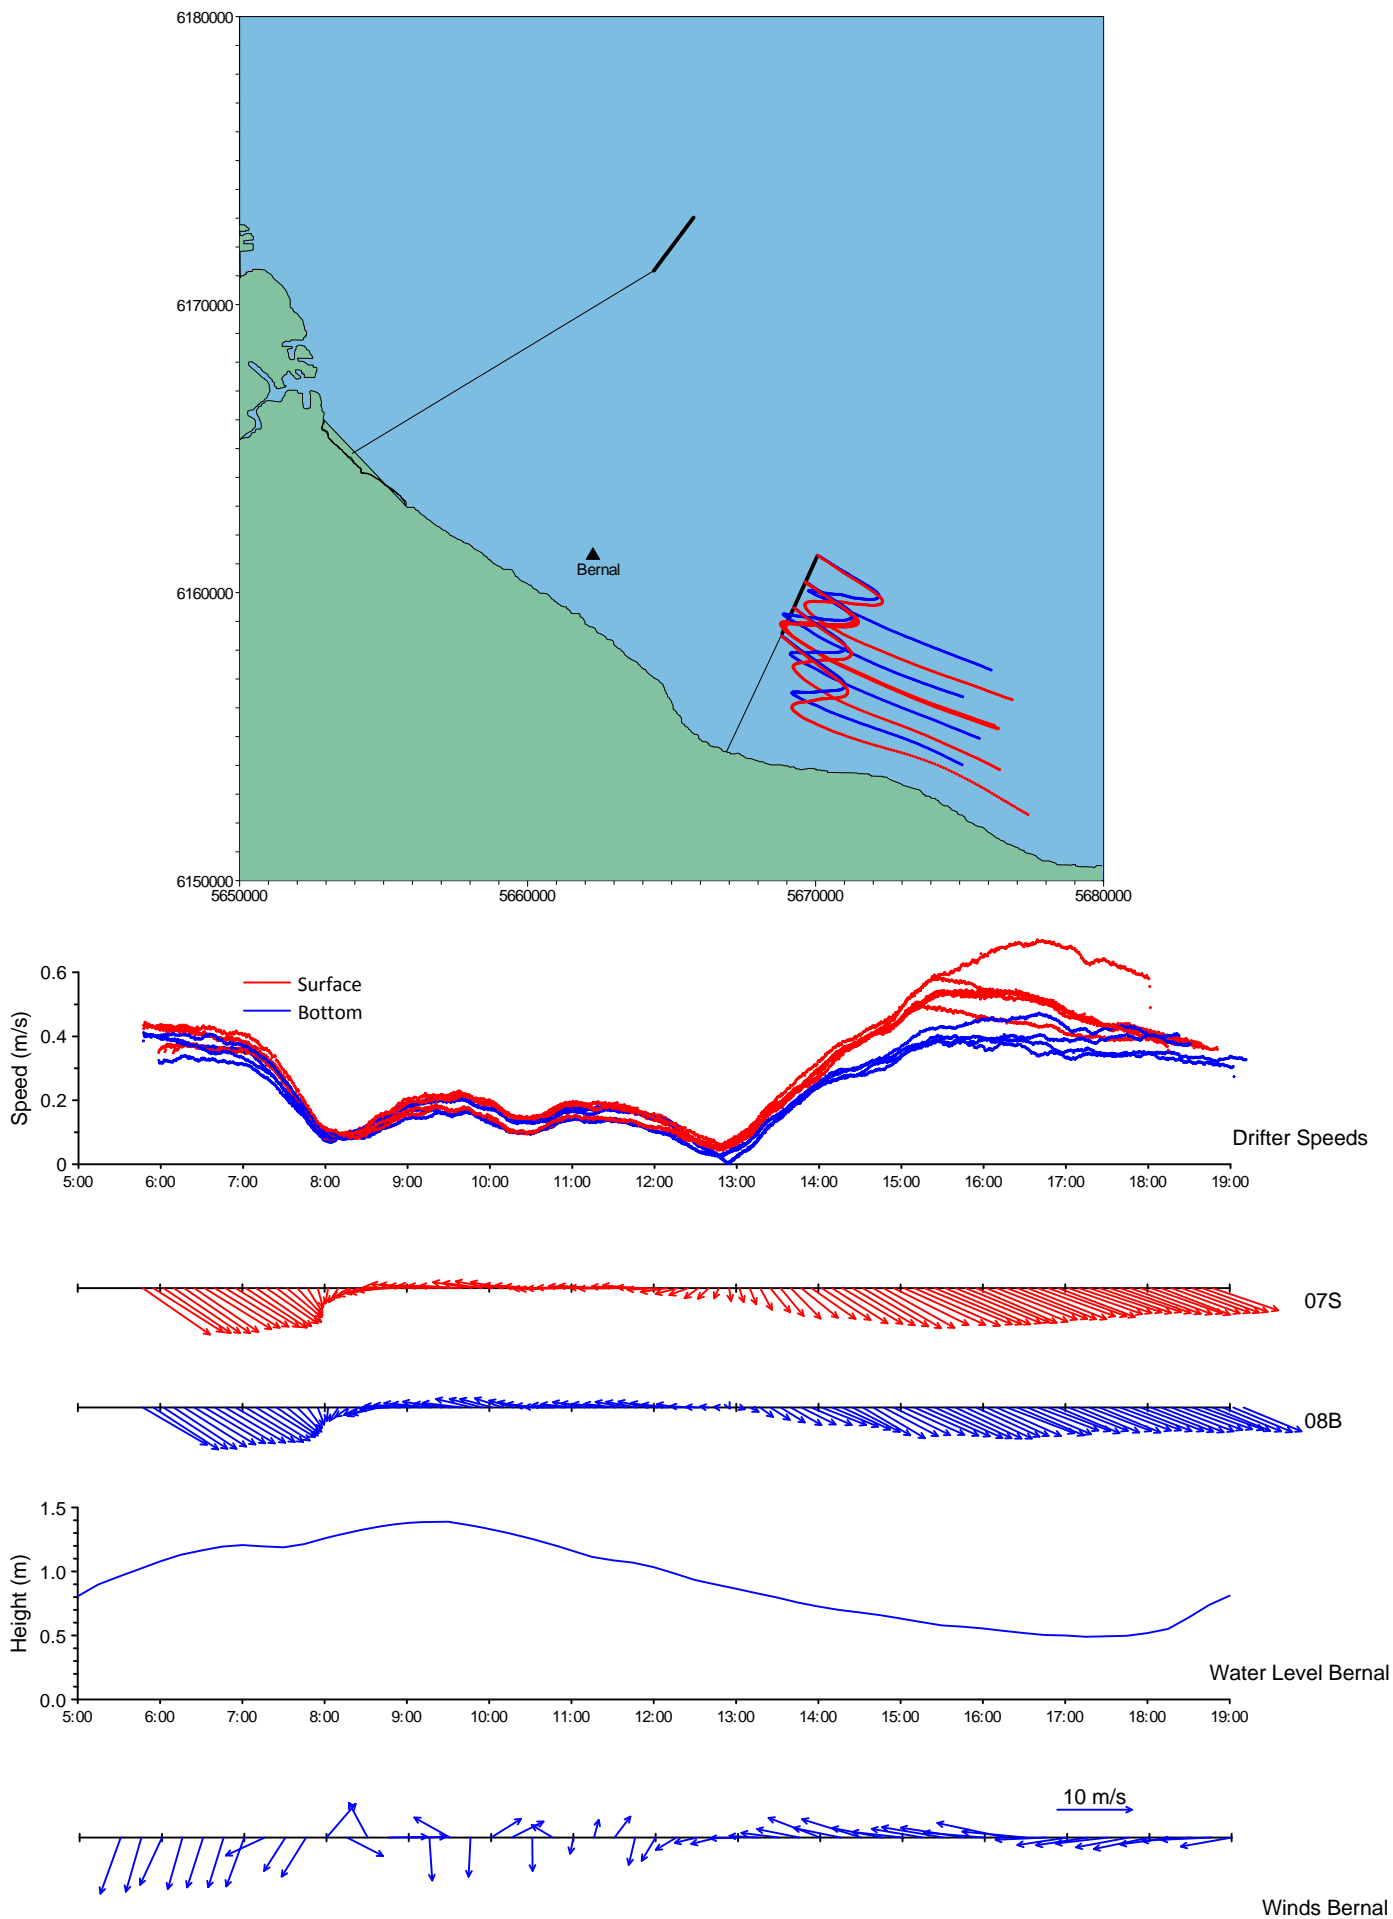 6180000
6170000
6160000
6150000
5650000 5660000 5670000 5680000
Bernal
Speed (m/s)
0.6
0.4
0.2
0
Surface
Bottom
Drifter Speeds
5:00 6:00 7:00 8:00 9:00 10:00 11:00 12:00 13:00 14:00 15:00 16:00 17:00 18:00 19:00
07S
08B
Height (m)
1.5
1.0
0.5
0.0
Water Level Bernal
5:00 6:00 7:00 8:00 9:00 10:00 11:00 12:00 13:00 14:00 15:00 16:00 17:00 18:00 19:00
10 m/s
Winds Bernal